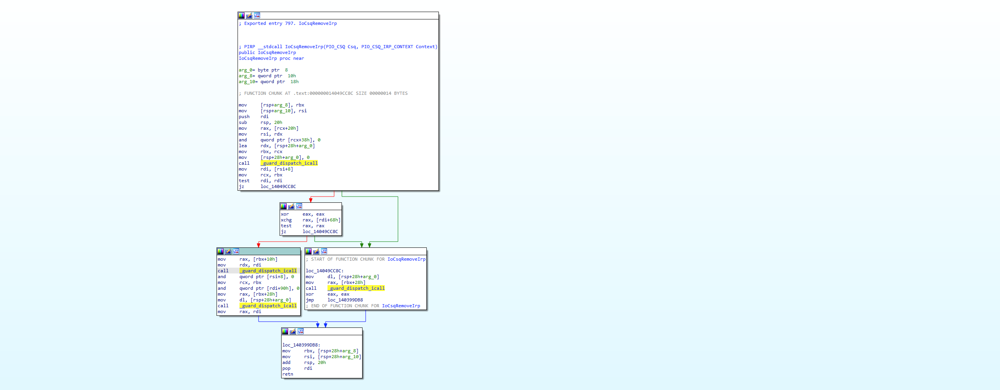 ; Exported entry 797. IoCsqRemoveIrp
; PIRP __stdcall IoCsqRemoveIrp(PIO_CSQ Csq, PIO_CSQ_IRP_CONTEXT Context)
public IoCsqRemoveIrp
IoCsqRemoveIrp proc near
arg_0= byte ptr  8
arg_8= qword ptr  10h
arg_10= qword ptr  18h
; FUNCTION CHUNK AT .text:000000014049CC8C SIZE 00000014 BYTES
mov     [rsp+arg_8], rbx
mov     [rsp+arg_10], rsi
push    rdi
sub     rsp, 20h
mov     rax, [rcx+20h]
mov     rsi, rdx
and     qword ptr [rcx+38h], 0
lea     rdx, [rsp+28h+arg_0]
mov     rbx, rcx
mov     [rsp+28h+arg_0], 0
call    _guard_dispatch_icall
mov     rdi, [rsi+8]
mov     rcx, rbx
test    rdi, rdi
jz      loc_14049CC8C
xor     eax, eax
xchg    rax, [rdi+68h]
test    rax, rax
jz      loc_14049CC8C
mov     rax, [rbx+10h]
mov     rdx, rdi
call    _guard_dispatch_icall
and     qword ptr [rsi+8], 0
mov     rcx, rbx
and     qword ptr [rdi+90h], 0
mov     rax, [rbx+28h]
mov     dl, [rsp+28h+arg_0]
call    _guard_dispatch_icall
mov     rax, rdi
; START OF FUNCTION CHUNK FOR IoCsqRemoveIrp
loc_14049CC8C:
mov     dl, [rsp+28h+arg_0]
mov     rax, [rbx+28h]
call    _guard_dispatch_icall
xor     eax, eax
jmp     loc_140399DB8
; END OF FUNCTION CHUNK FOR IoCsqRemoveIrp
loc_140399DB8:
mov     rbx, [rsp+28h+arg_8]
mov     rsi, [rsp+28h+arg_10]
add     rsp, 20h
pop     rdi
retn